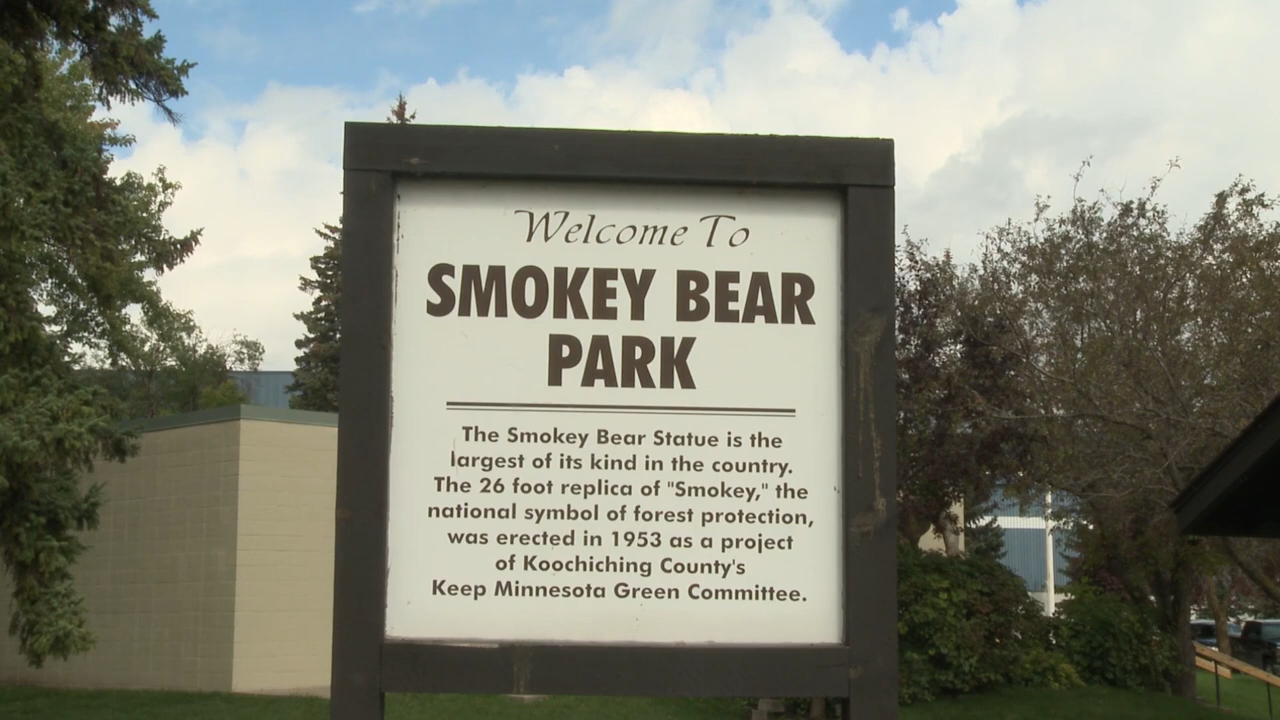 Welcome To
SMOKEY BEAR
PARK
The Smokey Bear Statue is the
largest of its kind in the country.
The 26 foot replica of "Smokey," the
national symbol of forest protection,
was erected in 1953 as a project
of Koochiching County's
Keep Minnesota Green Committee.